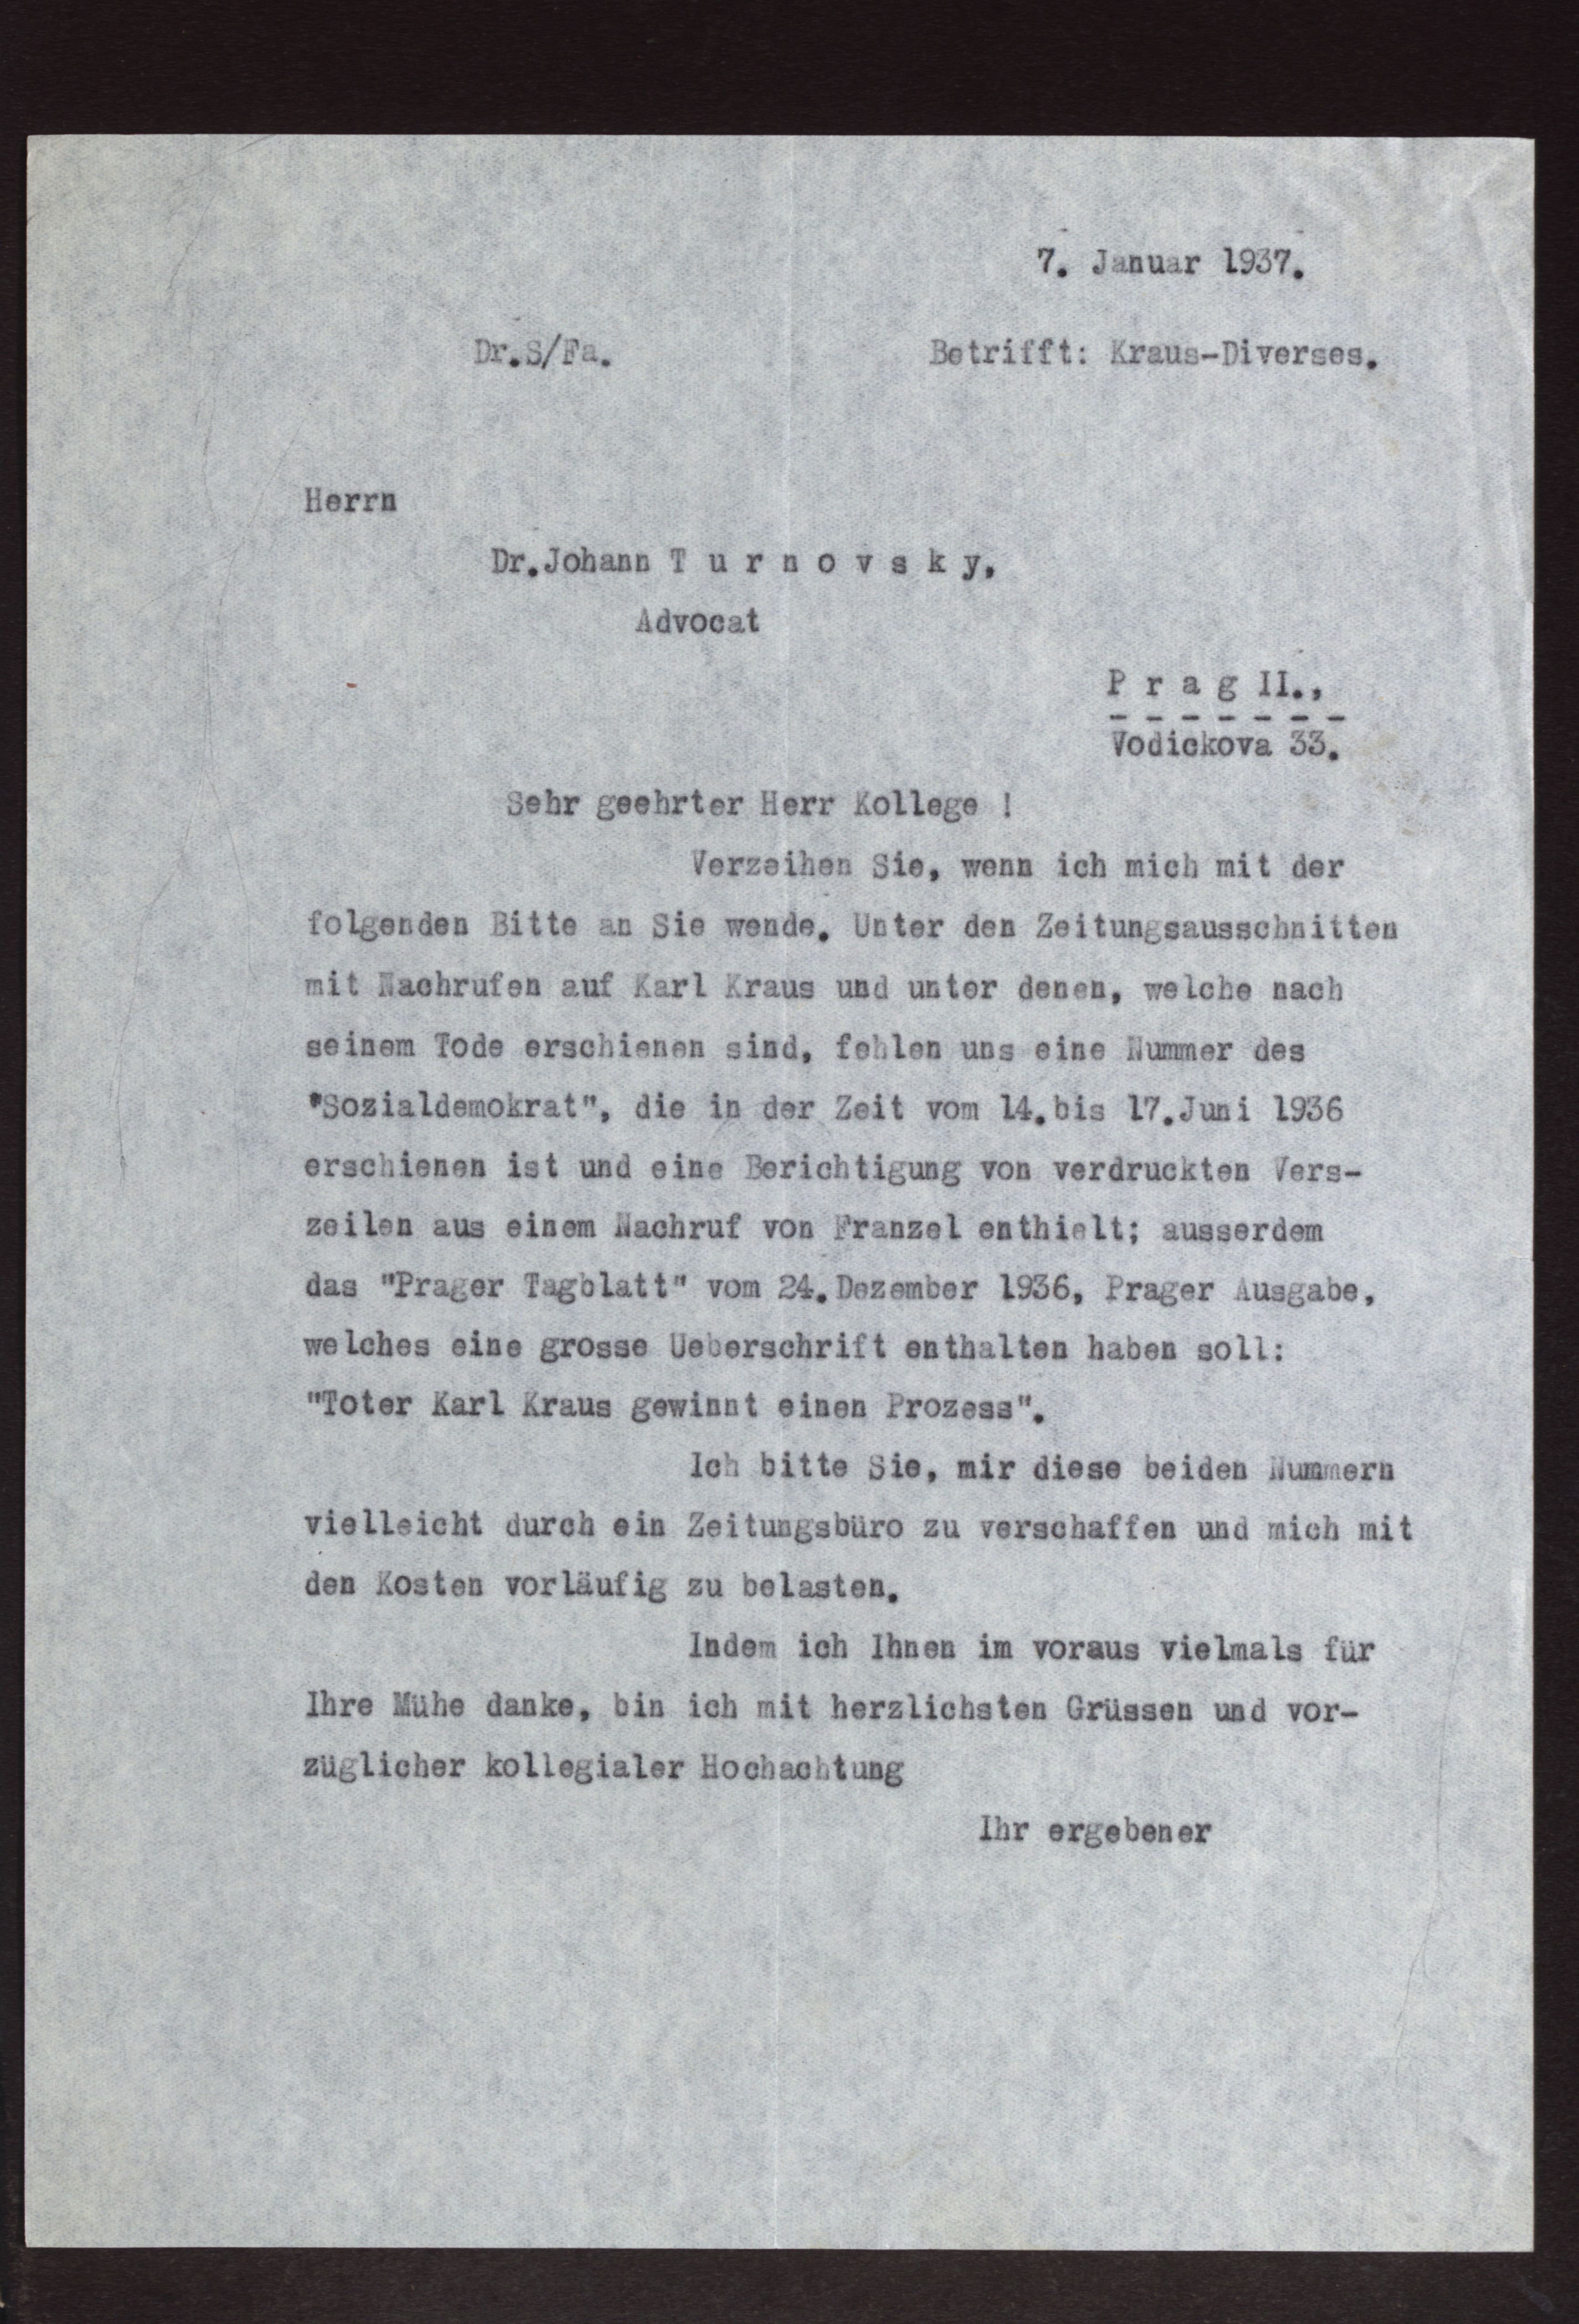 7. Januar 1937.
Dr.S/Fa. Betrifft: Kraus-Diverses.
Herrn
Dr.Johann T u r n o v s k y,
Advocat
P r a g II.,
Vodickova 33.
Sehr geehrter Herr Kollege !
Verzeihen Sie, wenn ich mich mit der
folgenden Bitte an Sie wende. Unter den Zeitungsausschnitten
mit Nachrufen auf Karl Kraus und unter denen, welche nach
seinem Tode erschienen sind, fehlen uns eine Nummer des
"Sozialdemokrat", die in der Zeit vom 14.bis 17.Juni 1936
erschienen ist und eine Berichtigung von verdruckten Vers-
zeilen aus einem Nachruf von Franzel enthielt; ausserdem
das "Prager Tagblatt" vom 24.Dezember 1936, Prager Ausgabe,
welches eine grosse Ueberschrift enthalten haben soll:
"Toter Karl Kraus gewinnt einen Prozess".
Ich bitte Sie, mir diese beiden Nummern
vielleicht durch ein Zeitungsbüro zu verschaffen und mich mit
den Kosten vorläufig zu belasten.
Indem ich Ihnen im voraus vielmals für
Ihre Mühe danke, bin ich mit herzlichsten Grüssen und vor-
züglicher kollegialer Hochachtung
Ihr ergebener